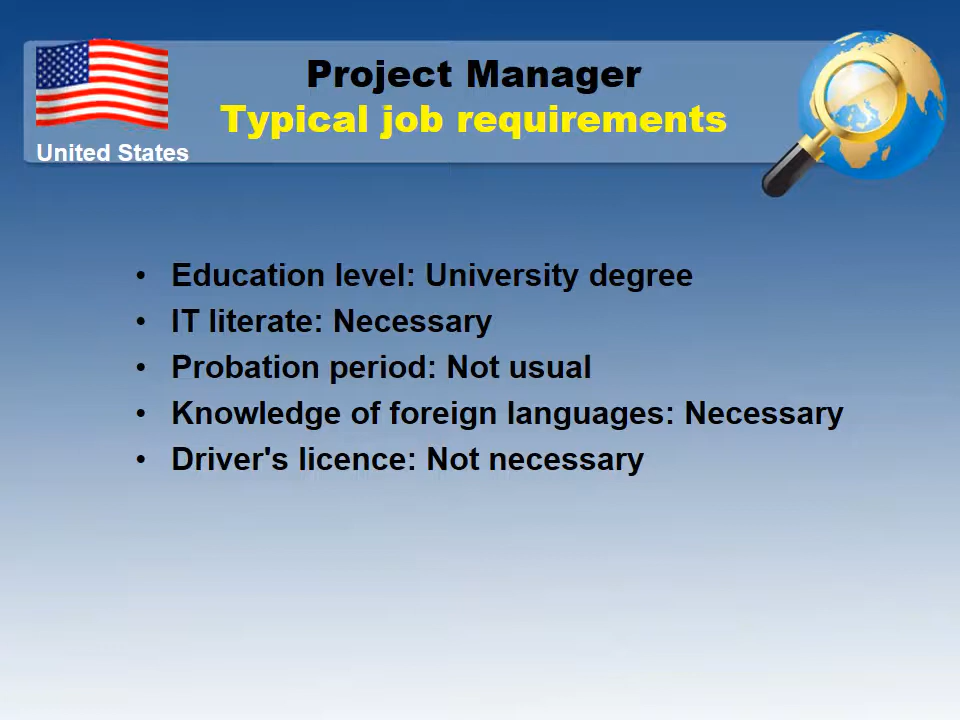 Project Manager
Typical job requirements
United States
• Education level: University degree
• IT literate: Necessary
• Probation period: Not usual
• Knowledge of foreign languages: Necessary
• Driver's licence: Not necessary